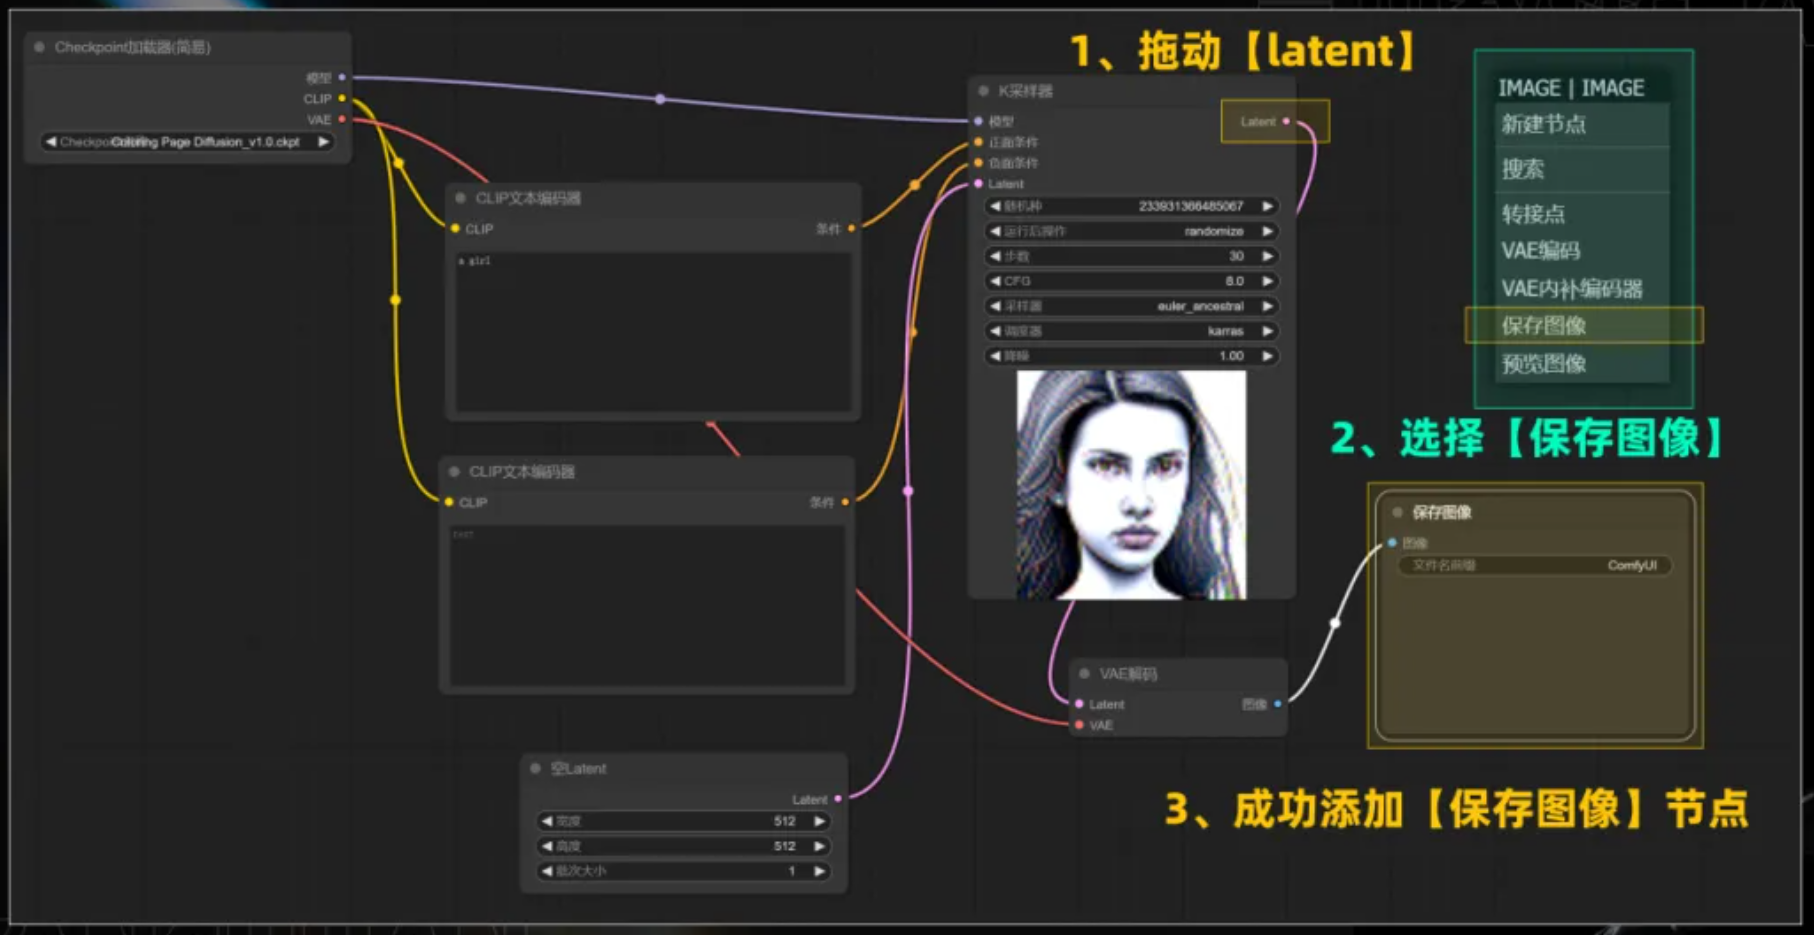 Checkpoint加载器(简易)
模型
CLIP
VAE
Coloring Page Diffusion_v1.0.ckpt
CLIP文本编码器
CLIP
条件
a girl
CLIP文本编码器
CLIP
条件
text
空Latent
Latent
宽度 512
高度 512
批次大小 1
1、拖动【latent】
K采样器
模型
Latent
正面条件
负面条件
Latent
随机种 233931366485067
运行后操作 randomize
步数 30
CFG 8.0
采样器 euler_ancestral
调度器 karras
降噪 1.00
VAE解码
Latent
图像
VAE
IMAGE | IMAGE
新建节点
搜索
转接点
VAE编码
VAE内补编码器
保存图像
预览图像
2、选择【保存图像】
保存图像
图像
文件名前缀 ComfyUI
3、成功添加【保存图像】节点